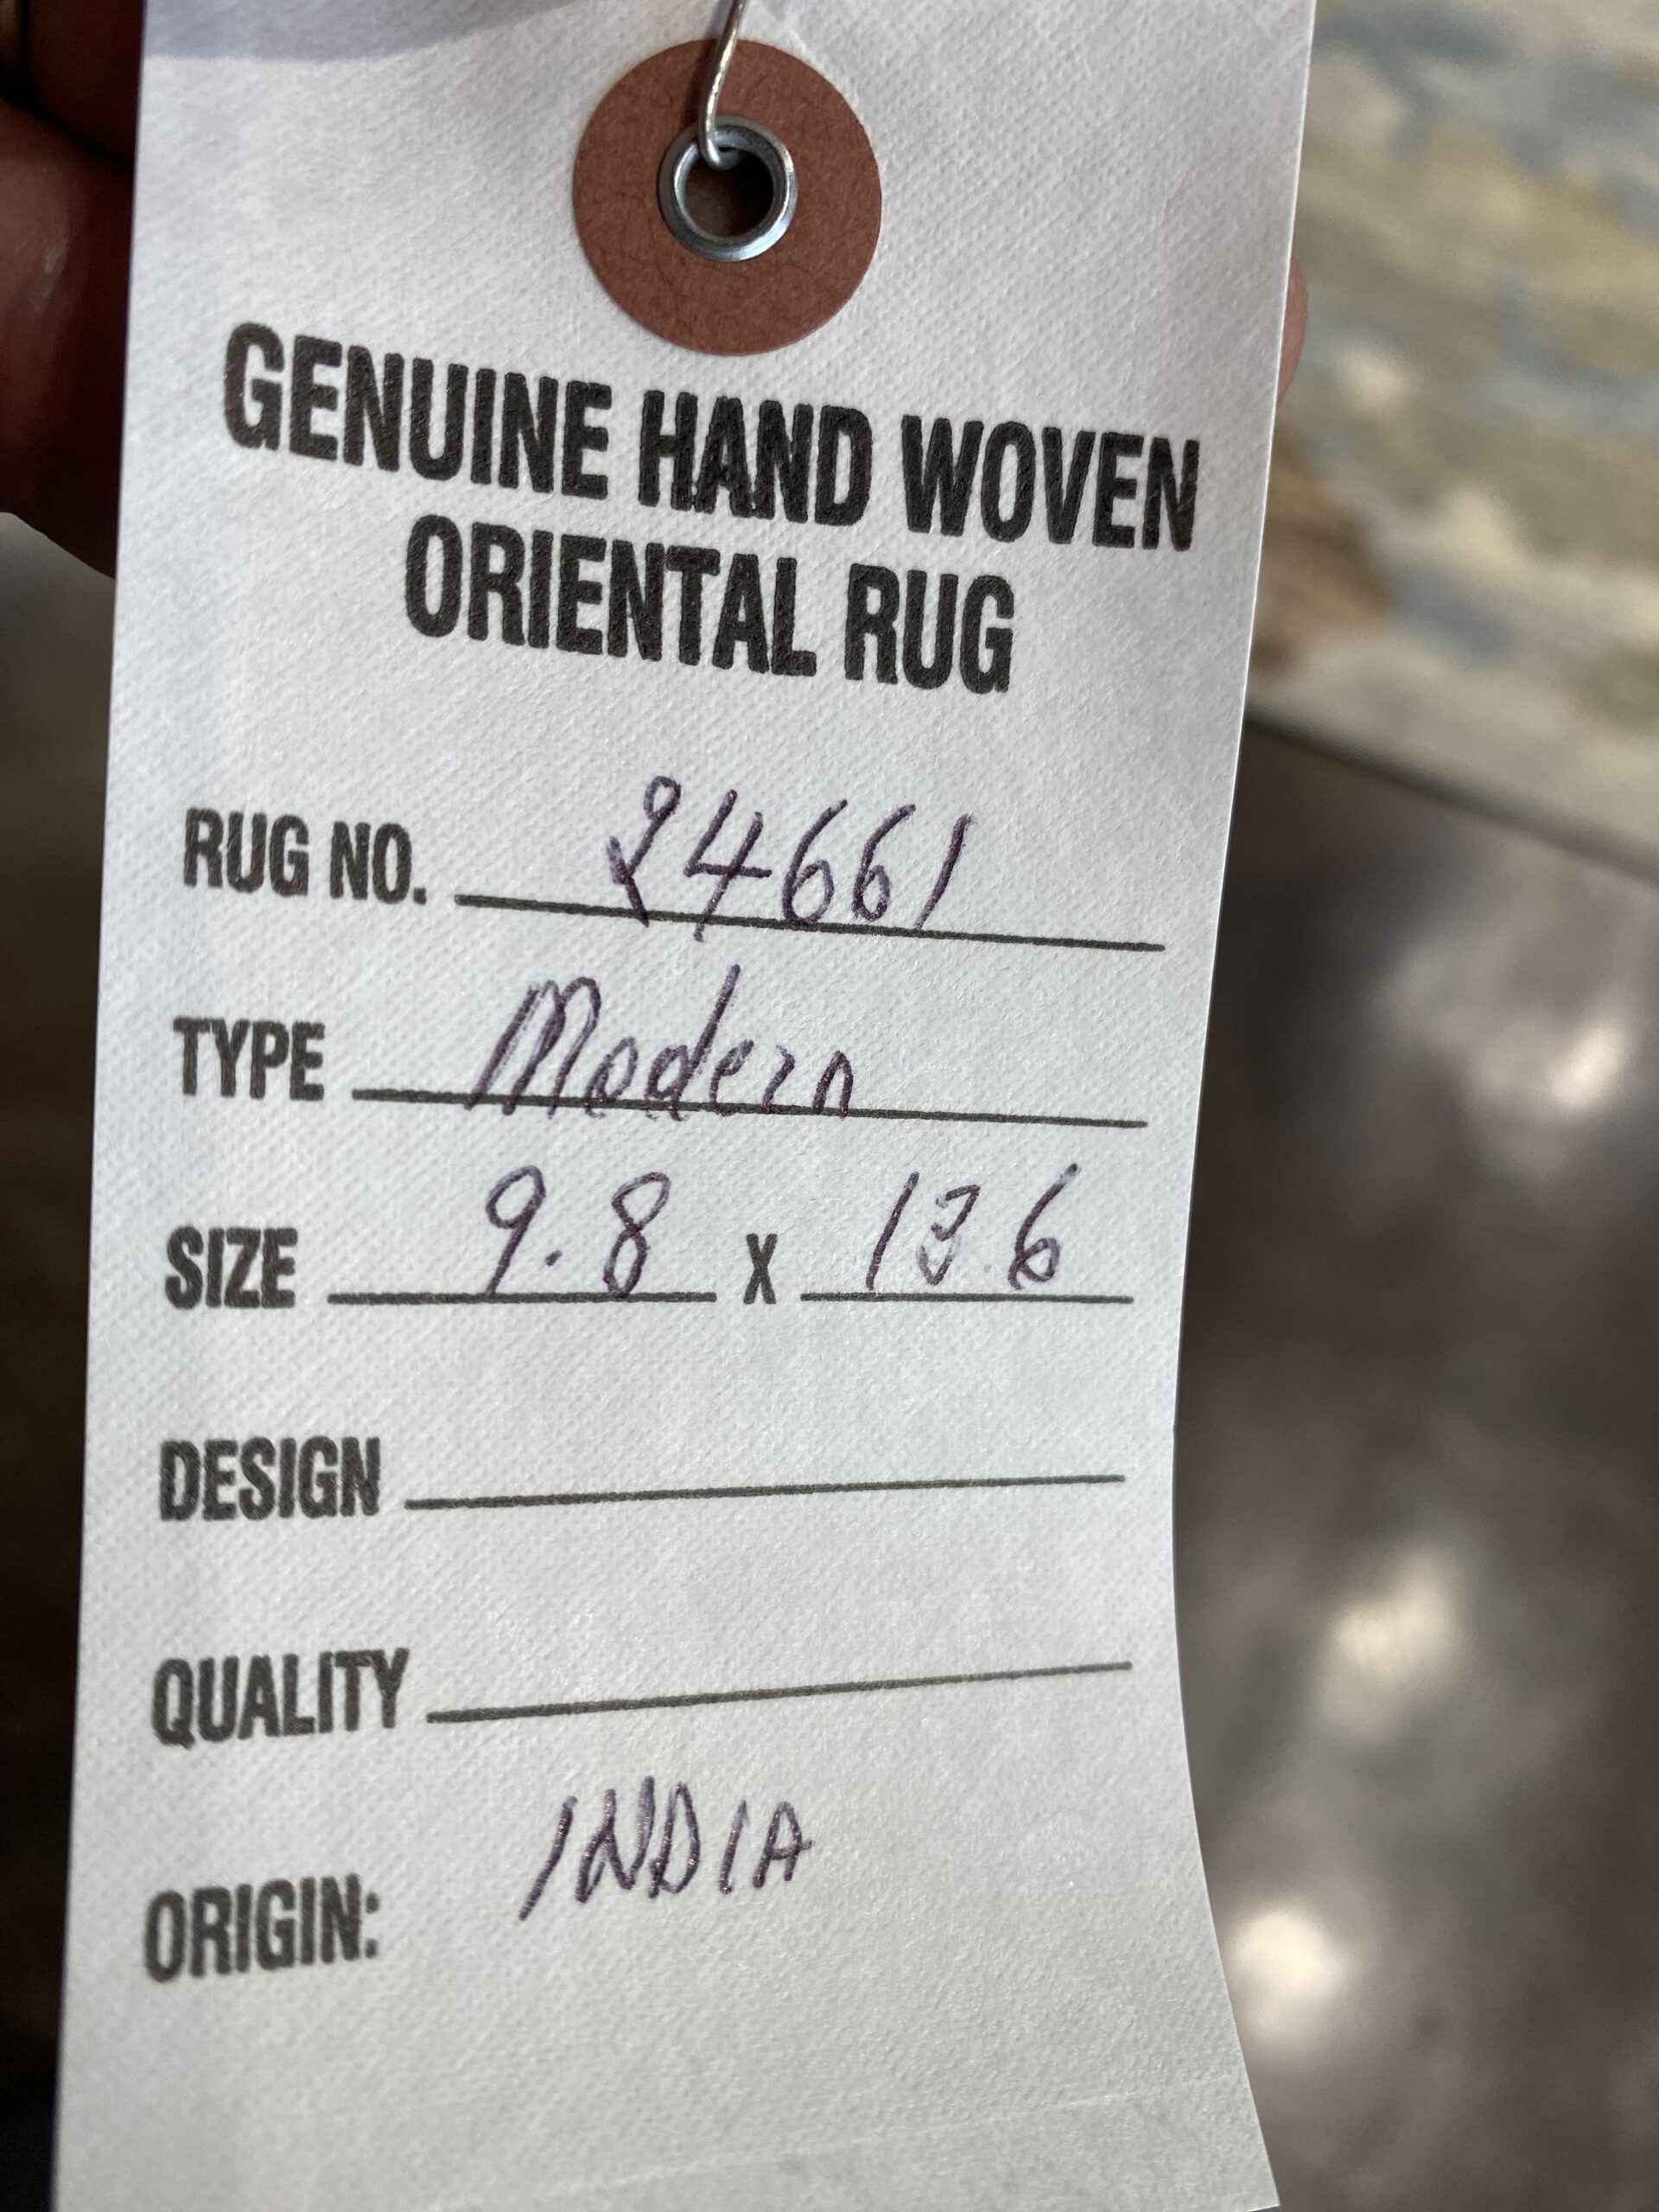 GENUINE HAND WOVEN
ORIENTAL RUG
RUG NO. 24661
TYPE Modern
SIZE 9.8 X 13.6
DESIGN
QUALITY
ORIGIN: INDIA